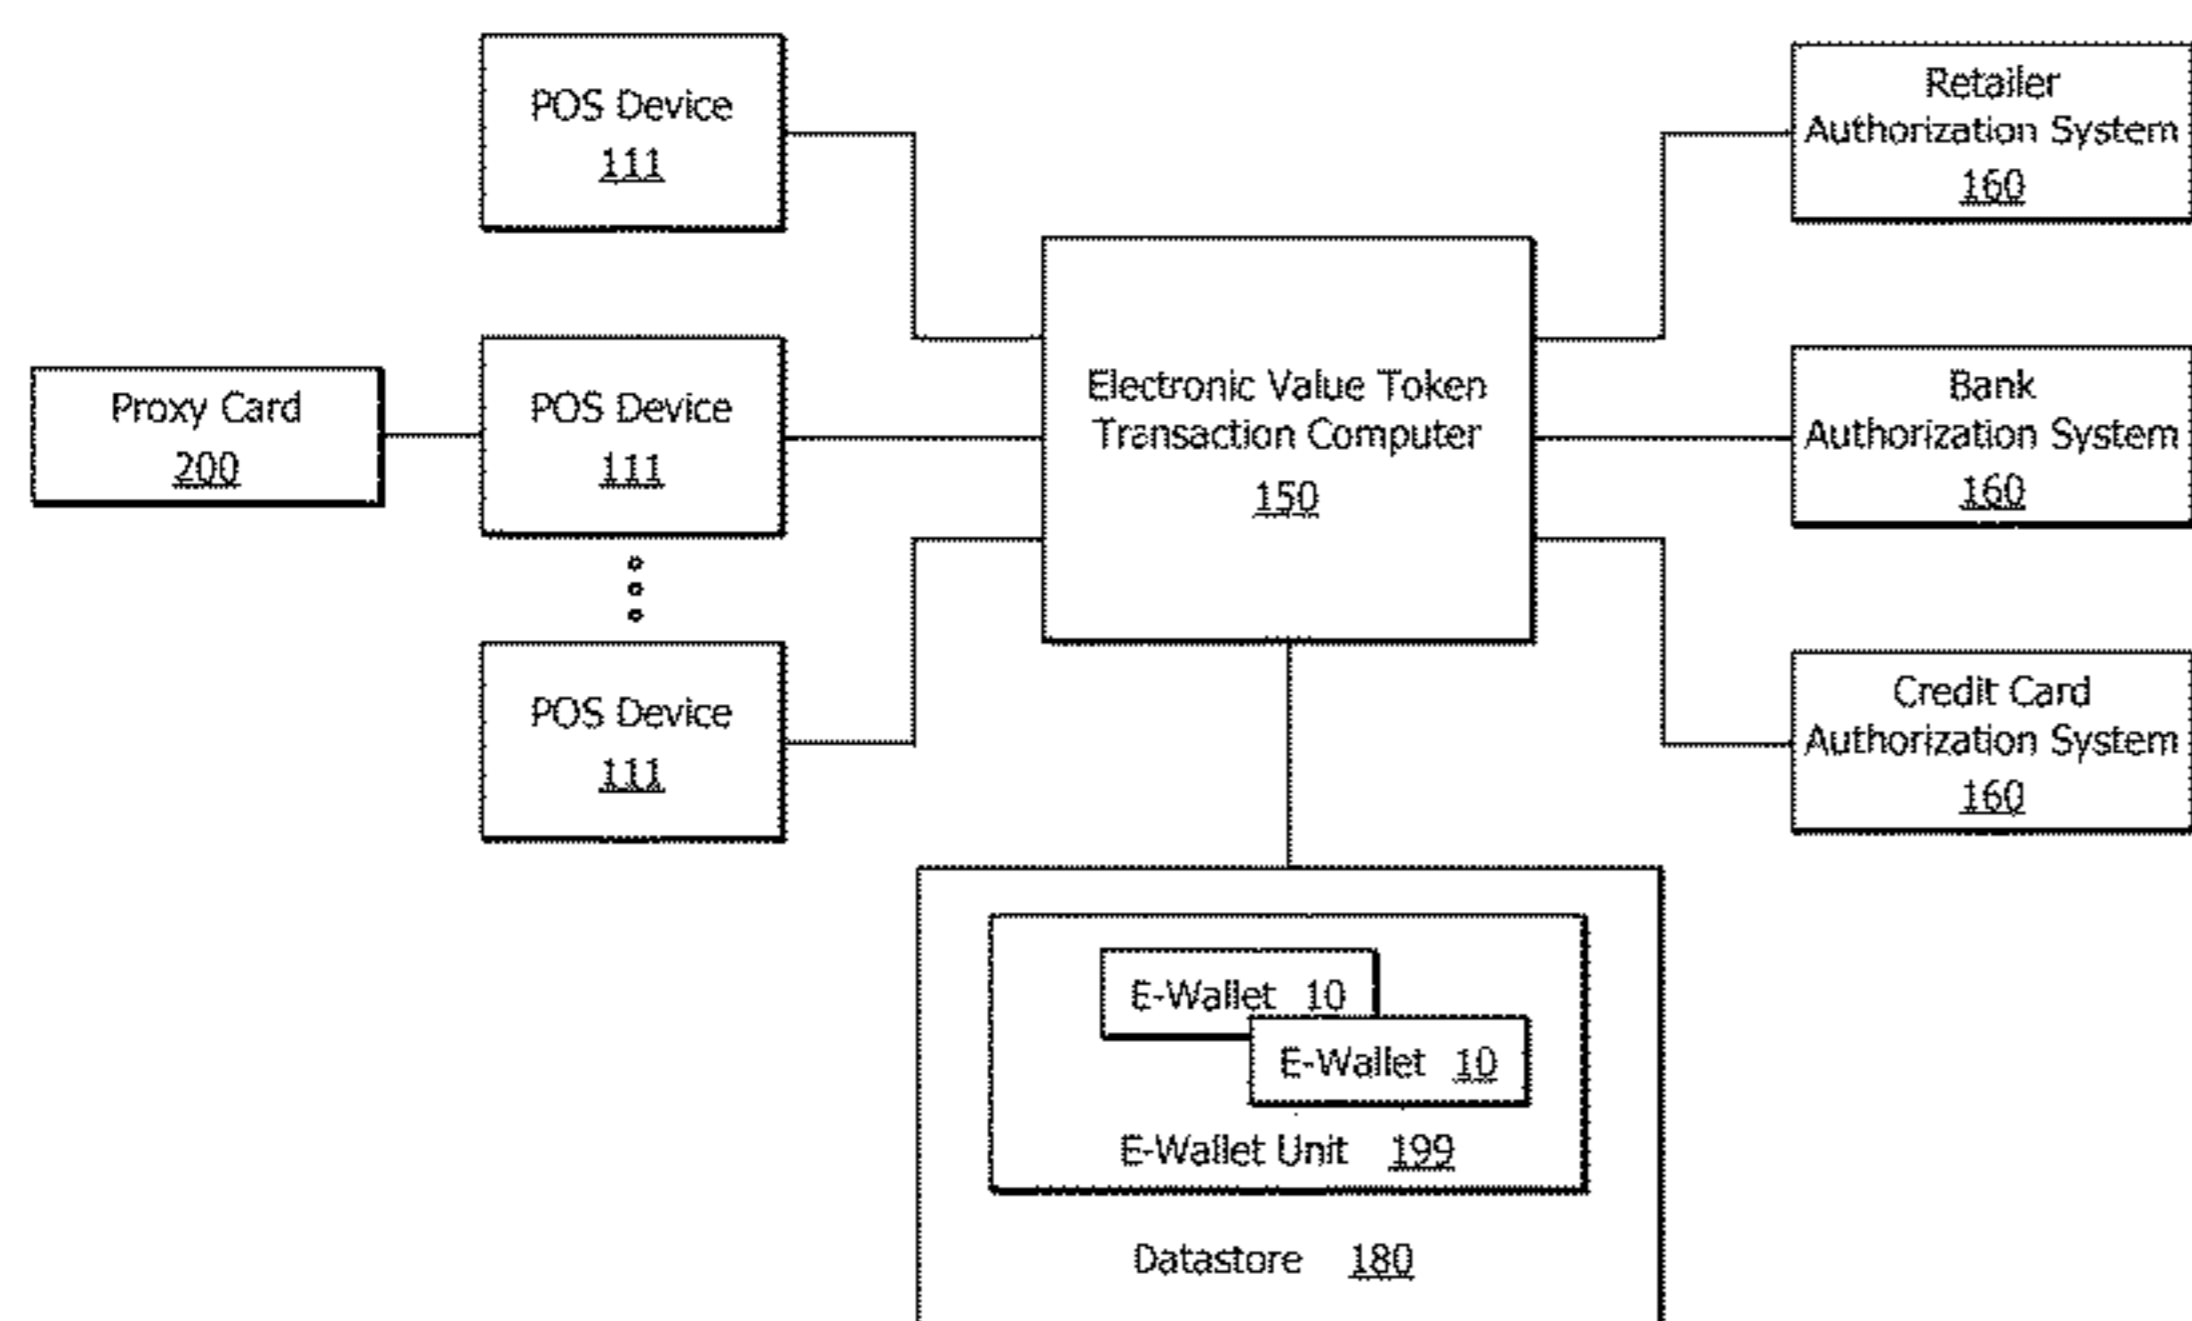 POS Device
111
Retailer
Authorization System
160
Proxy Card
200
POS Device
111
Electronic Value Token
Transaction Computer
150
Bank
Authorization System
160
POS Device
111
Credit Card
Authorization System
160
E-Wallet 10
E-Wallet 10
E-Wallet Unit 199
Datastore 180